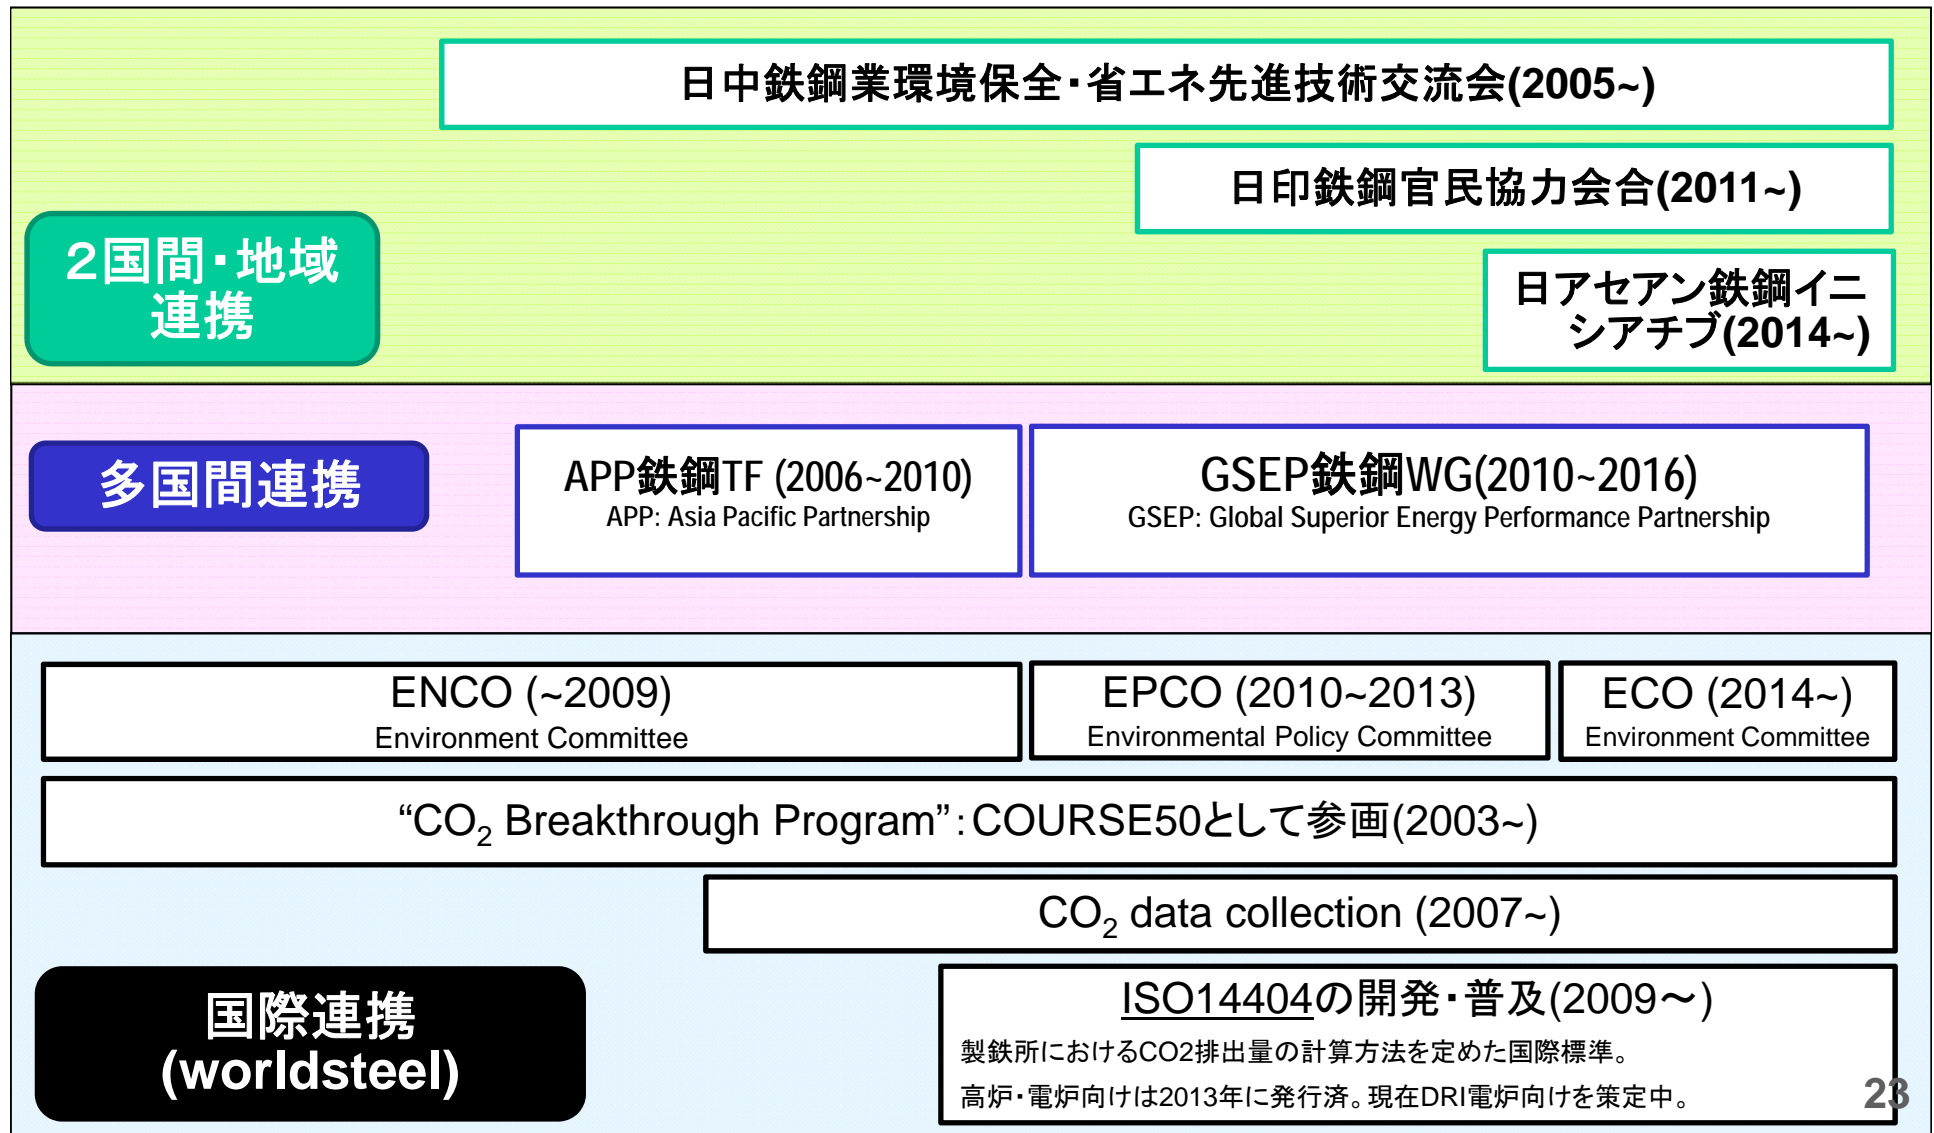 日中鉄鋼業環境保全・省エネ先進技術交流会(2005~)
日印鉄鋼官民協力会合(2011~)
２国間・地域
連携
日アセアン鉄鋼イニ
シアチブ(2014~)
多国間連携
APP鉄鋼TF (2006~2010)
APP: Asia Pacific Partnership
GSEP鉄鋼WG(2010~2016)
GSEP: Global Superior Energy Performance Partnership
ENCO (~2009)
Environment Committee
EPCO (2010~2013)
Environmental Policy Committee
ECO (2014~)
Environment Committee
“CO₂ Breakthrough Program”：COURSE50として参画(2003~)
CO₂ data collection (2007~)
国際連携
(worldsteel)
ISO14404の開発・普及(2009～)
製鉄所におけるCO2排出量の計算方法を定めた国際標準。
高炉・電炉向けは2013年に発行済。現在DRI電炉向けを策定中。
23